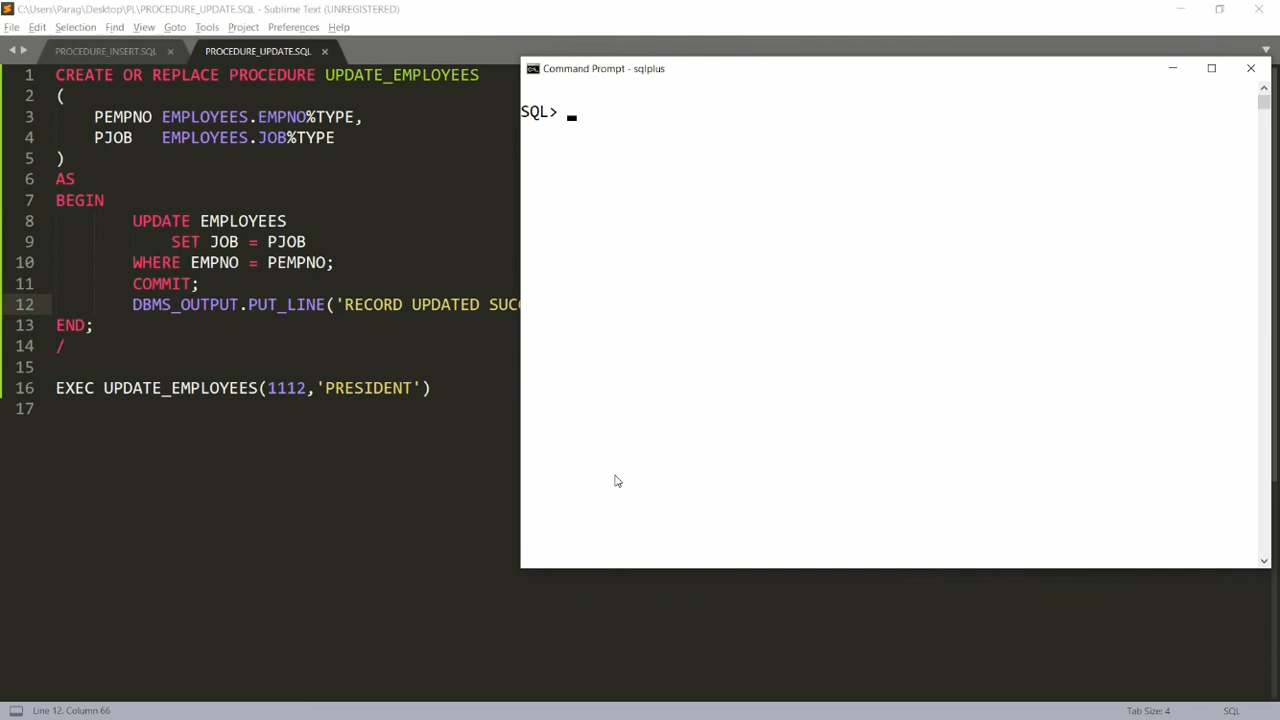 C:\Users\Parag\Desktop\PL\PROCEDURE_UPDATE.SQL - Sublime Text (UNREGISTERED)
File Edit Selection Find View Goto Tools Project Preferences Help
PROCEDURE_INSERT.SQL × PROCEDURE_UPDATE.SQL ×
Command Prompt - sqlplus
SQL>
1 CREATE OR REPLACE PROCEDURE UPDATE_EMPLOYEES
2 (
3 PEMPNO EMPLOYEES.EMPNO%TYPE,
4 PJOB EMPLOYEES.JOB%TYPE
5 )
6 AS
7 BEGIN
8 UPDATE EMPLOYEES
9 SET JOB = PJOB
10 WHERE EMPNO = PEMPNO;
11 COMMIT;
12 DBMS_OUTPUT.PUT_LINE('RECORD UPDATED SUC
13 END;
14 /
15
16 EXEC UPDATE_EMPLOYEES(1112,'PRESIDENT')
17
Line 12, Column 66 Tab Size: 4 SQL